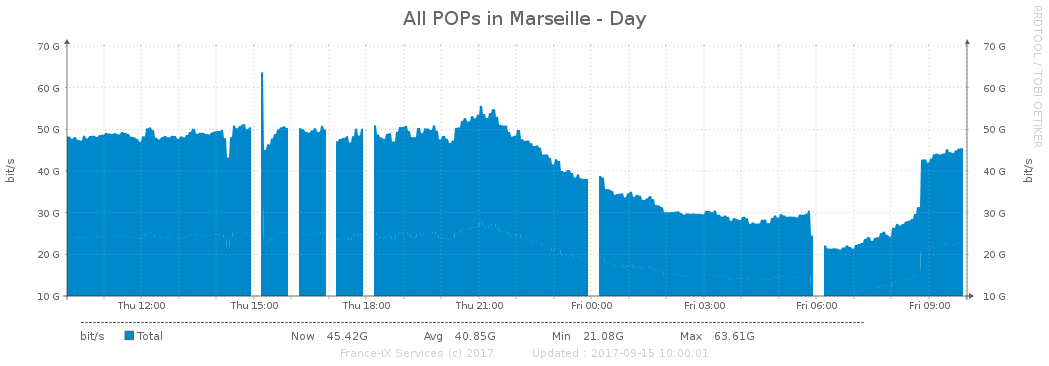 All POPs in Marseille - Day
RRDTOOL / TOBI OETIKER
70 G 70 G
60 G 60 G
50 G 50 G
40 G 40 G
30 G 30 G
20 G 20 G
10 G 10 G
bit/s bit/s
Thu 12:00 Thu 15:00 Thu 18:00 Thu 21:00 Fri 00:00 Fri 03:00 Fri 06:00 Fri 09:00
bit/s Total Now 45.42G Avg 40.85G Min 21.08G Max 63.61G
France-IX Services (c) 2017 Updated : 2017-09-15 10:00:01